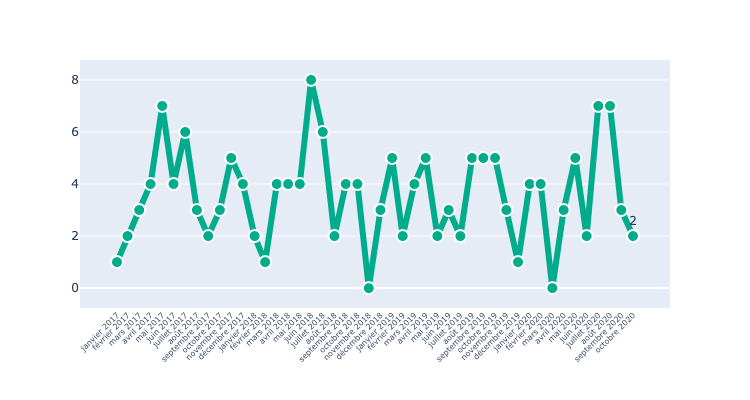 8
6
4
2
0
2
janvier 2017
février 2017
mars 2017
avril 2017
mai 2017
juin 2017
juillet 2017
août 2017
septembre 2017
octobre 2017
novembre 2017
décembre 2017
janvier 2018
février 2018
mars 2018
avril 2018
mai 2018
juin 2018
juillet 2018
août 2018
septembre 2018
octobre 2018
novembre 2018
décembre 2018
janvier 2019
février 2019
mars 2019
avril 2019
mai 2019
juin 2019
juillet 2019
août 2019
septembre 2019
octobre 2019
novembre 2019
décembre 2019
janvier 2020
février 2020
mars 2020
avril 2020
mai 2020
juin 2020
juillet 2020
août 2020
septembre 2020
octobre 2020